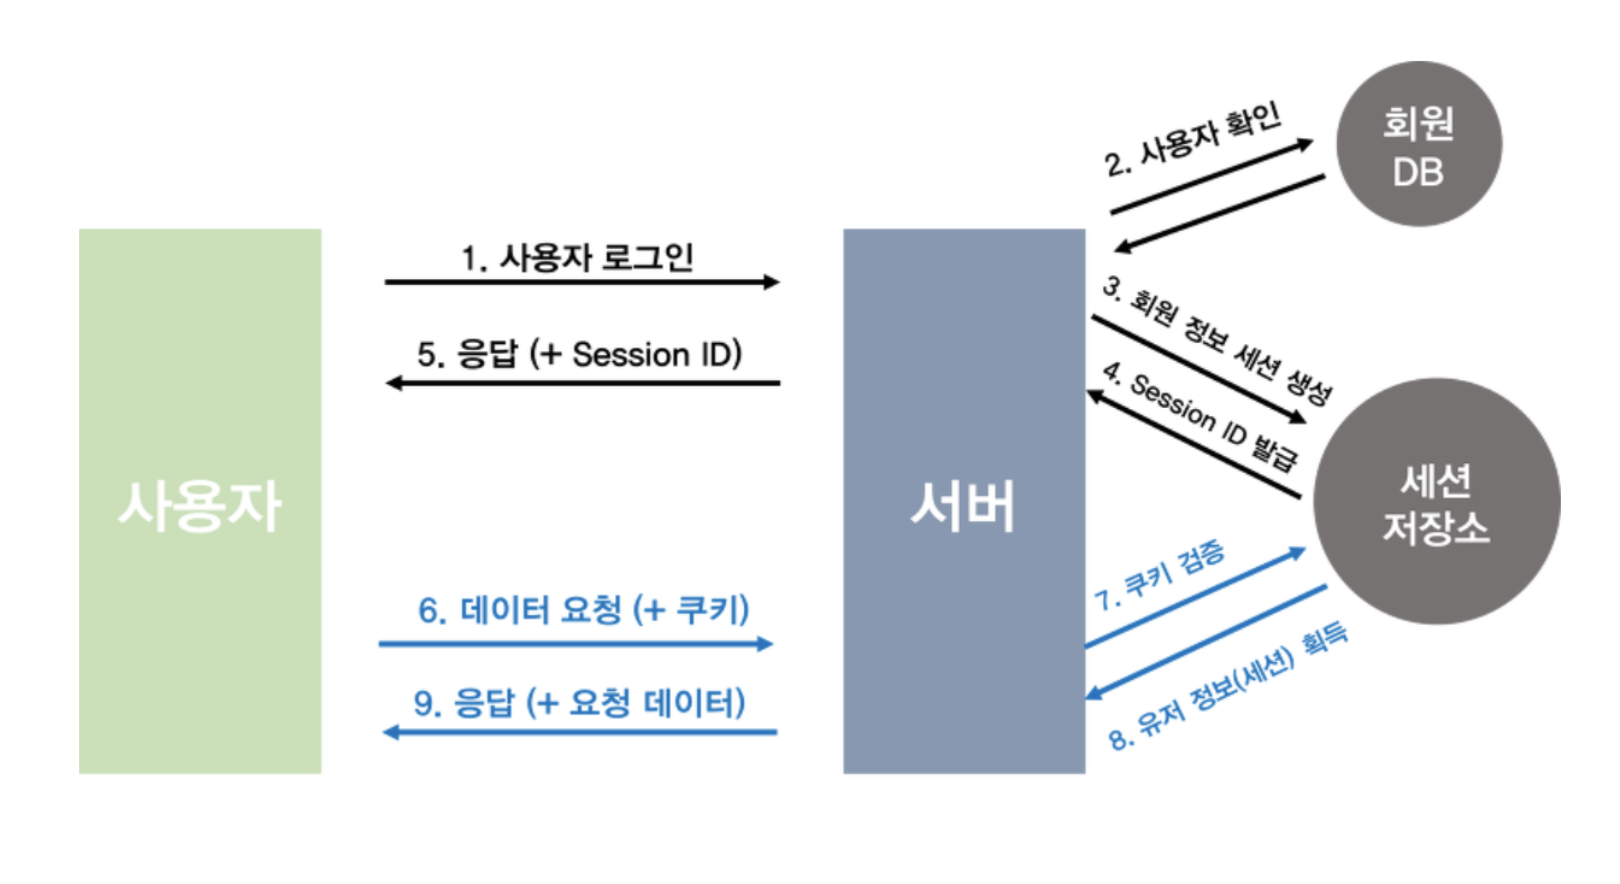 회원
DB
2. 사용자 확인
1. 사용자 로그인
3. 회원 정보 세션 생성
5. 응답 (+ Session ID)
4. Session ID 발급
사용자
서버
세션
저장소
6. 데이터 요청 (+ 쿠키)
7. 쿠키 검증
9. 응답 (+ 요청 데이터)
8. 유저 정보(세션) 획득